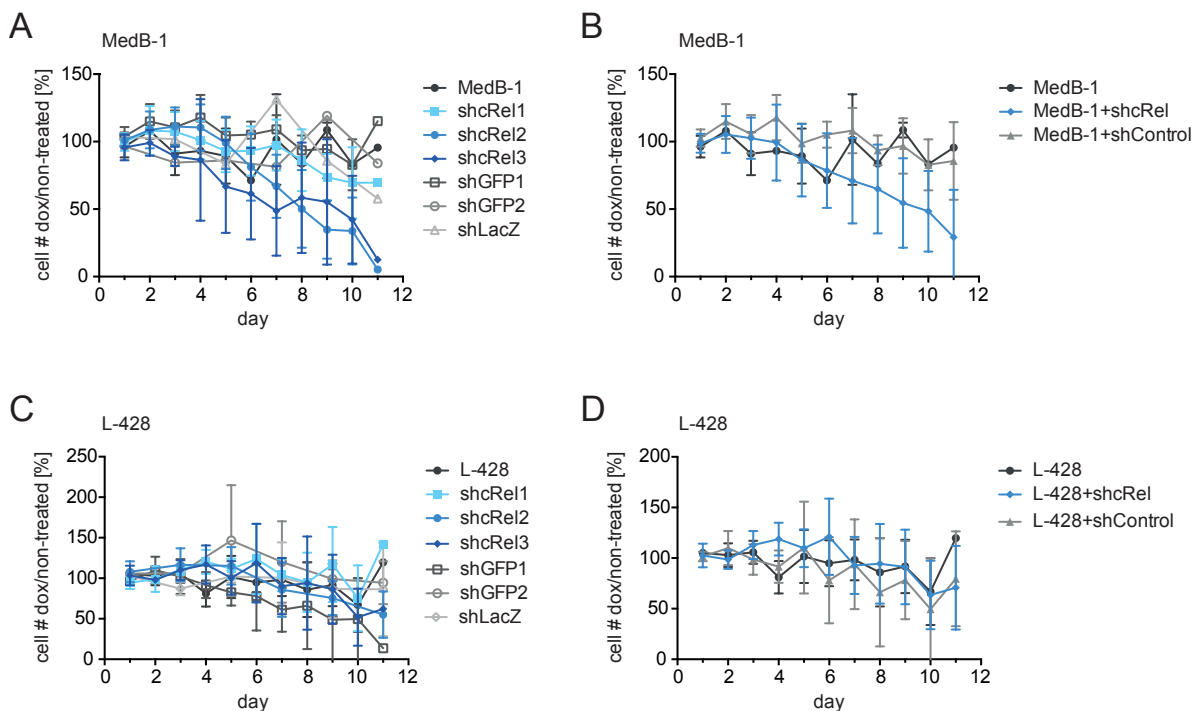 A
MedB-1
cell # dox/non-treated [%]
150
100
50
0
0 2 4 6 8 10 12
day
MedB-1
shcRel1
shcRel2
shcRel3
shGFP1
shGFP2
shLacZ
B
MedB-1
cell # dox/non-treated [%]
150
100
50
0
0 2 4 6 8 10 12
day
MedB-1
MedB-1+shcRel
MedB-1+shControl
C
L-428
cell # dox/non-treated [%]
250
200
150
100
50
0
0 2 4 6 8 10 12
day
L-428
shcRel1
shcRel2
shcRel3
shGFP1
shGFP2
shLacZ
D
L-428
cell # dox/non-treated [%]
200
150
100
50
0
0 2 4 6 8 10 12
day
L-428
L-428+shcRel
L-428+shControl